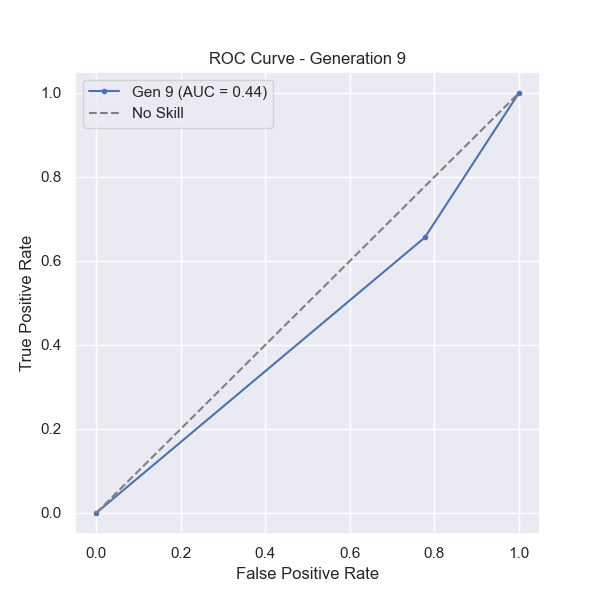 ROC Curve - Generation 9
Gen 9 (AUC = 0.44)
No Skill
1.0
0.8
0.6
0.4
0.2
0.0
True Positive Rate
0.0 0.2 0.4 0.6 0.8 1.0
False Positive Rate